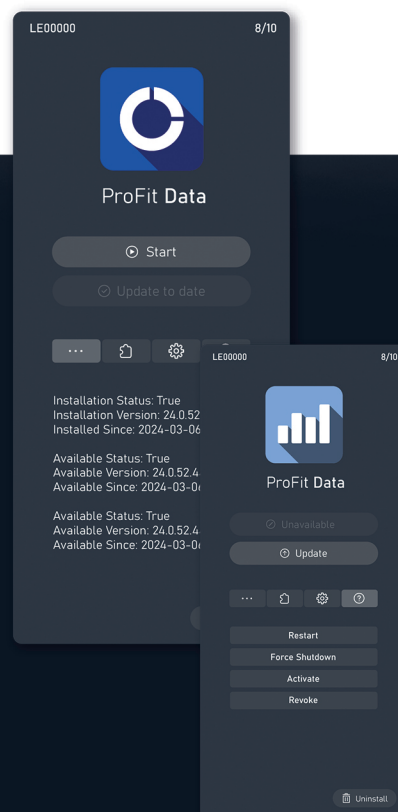 LE00000
8/10
ProFit Data
Start
Update to date
Installation Status: True
Installation Version: 24.0.52
Installed Since: 2024-03-06
Available Status: True
Available Version: 24.0.52.4
Available Since: 2024-03-06
Available Status: True
Available Version: 24.0.52.4
Available Since: 2024-03-06
LE00000
8/10
ProFit Data
Unavailable
Update
Restart
Force Shutdown
Activate
Revoke
Uninstall